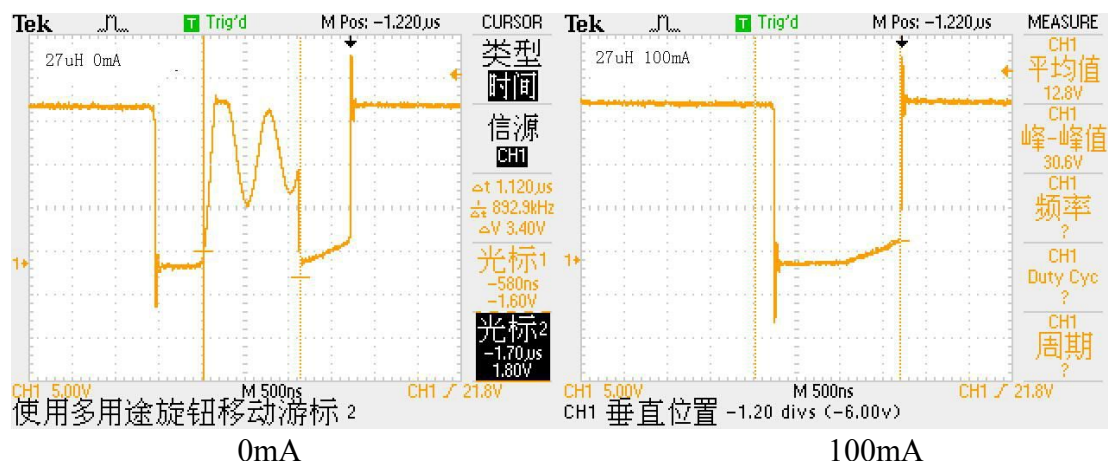 Tek
T Trig'd
M Pos: -1.220us
CURSOR
27uH 0mA
类型
时间
信源
CH1
△t 1.120us
1/△t 892.9kHz
△V 3.40V
光标1
-580ns
-1.60V
光标2
-1.70us
1.80V
1
CH1 5.00V
M 500ns
CH1
21.8V
使用多用途旋钮移动游标 2
0mA
Tek
T Trig'd
M Pos: -1.220us
MEASURE
27uH 100mA
CH1
平均值
12.8V
CH1
峰-峰值
30.6V
CH1
频率
?
CH1
Duty Cyc
?
CH1
周期
?
1
CH1 5.00V
M 500ns
CH1
21.8V
CH1 垂直位置 -1.20 divs (-6.00v)
100mA